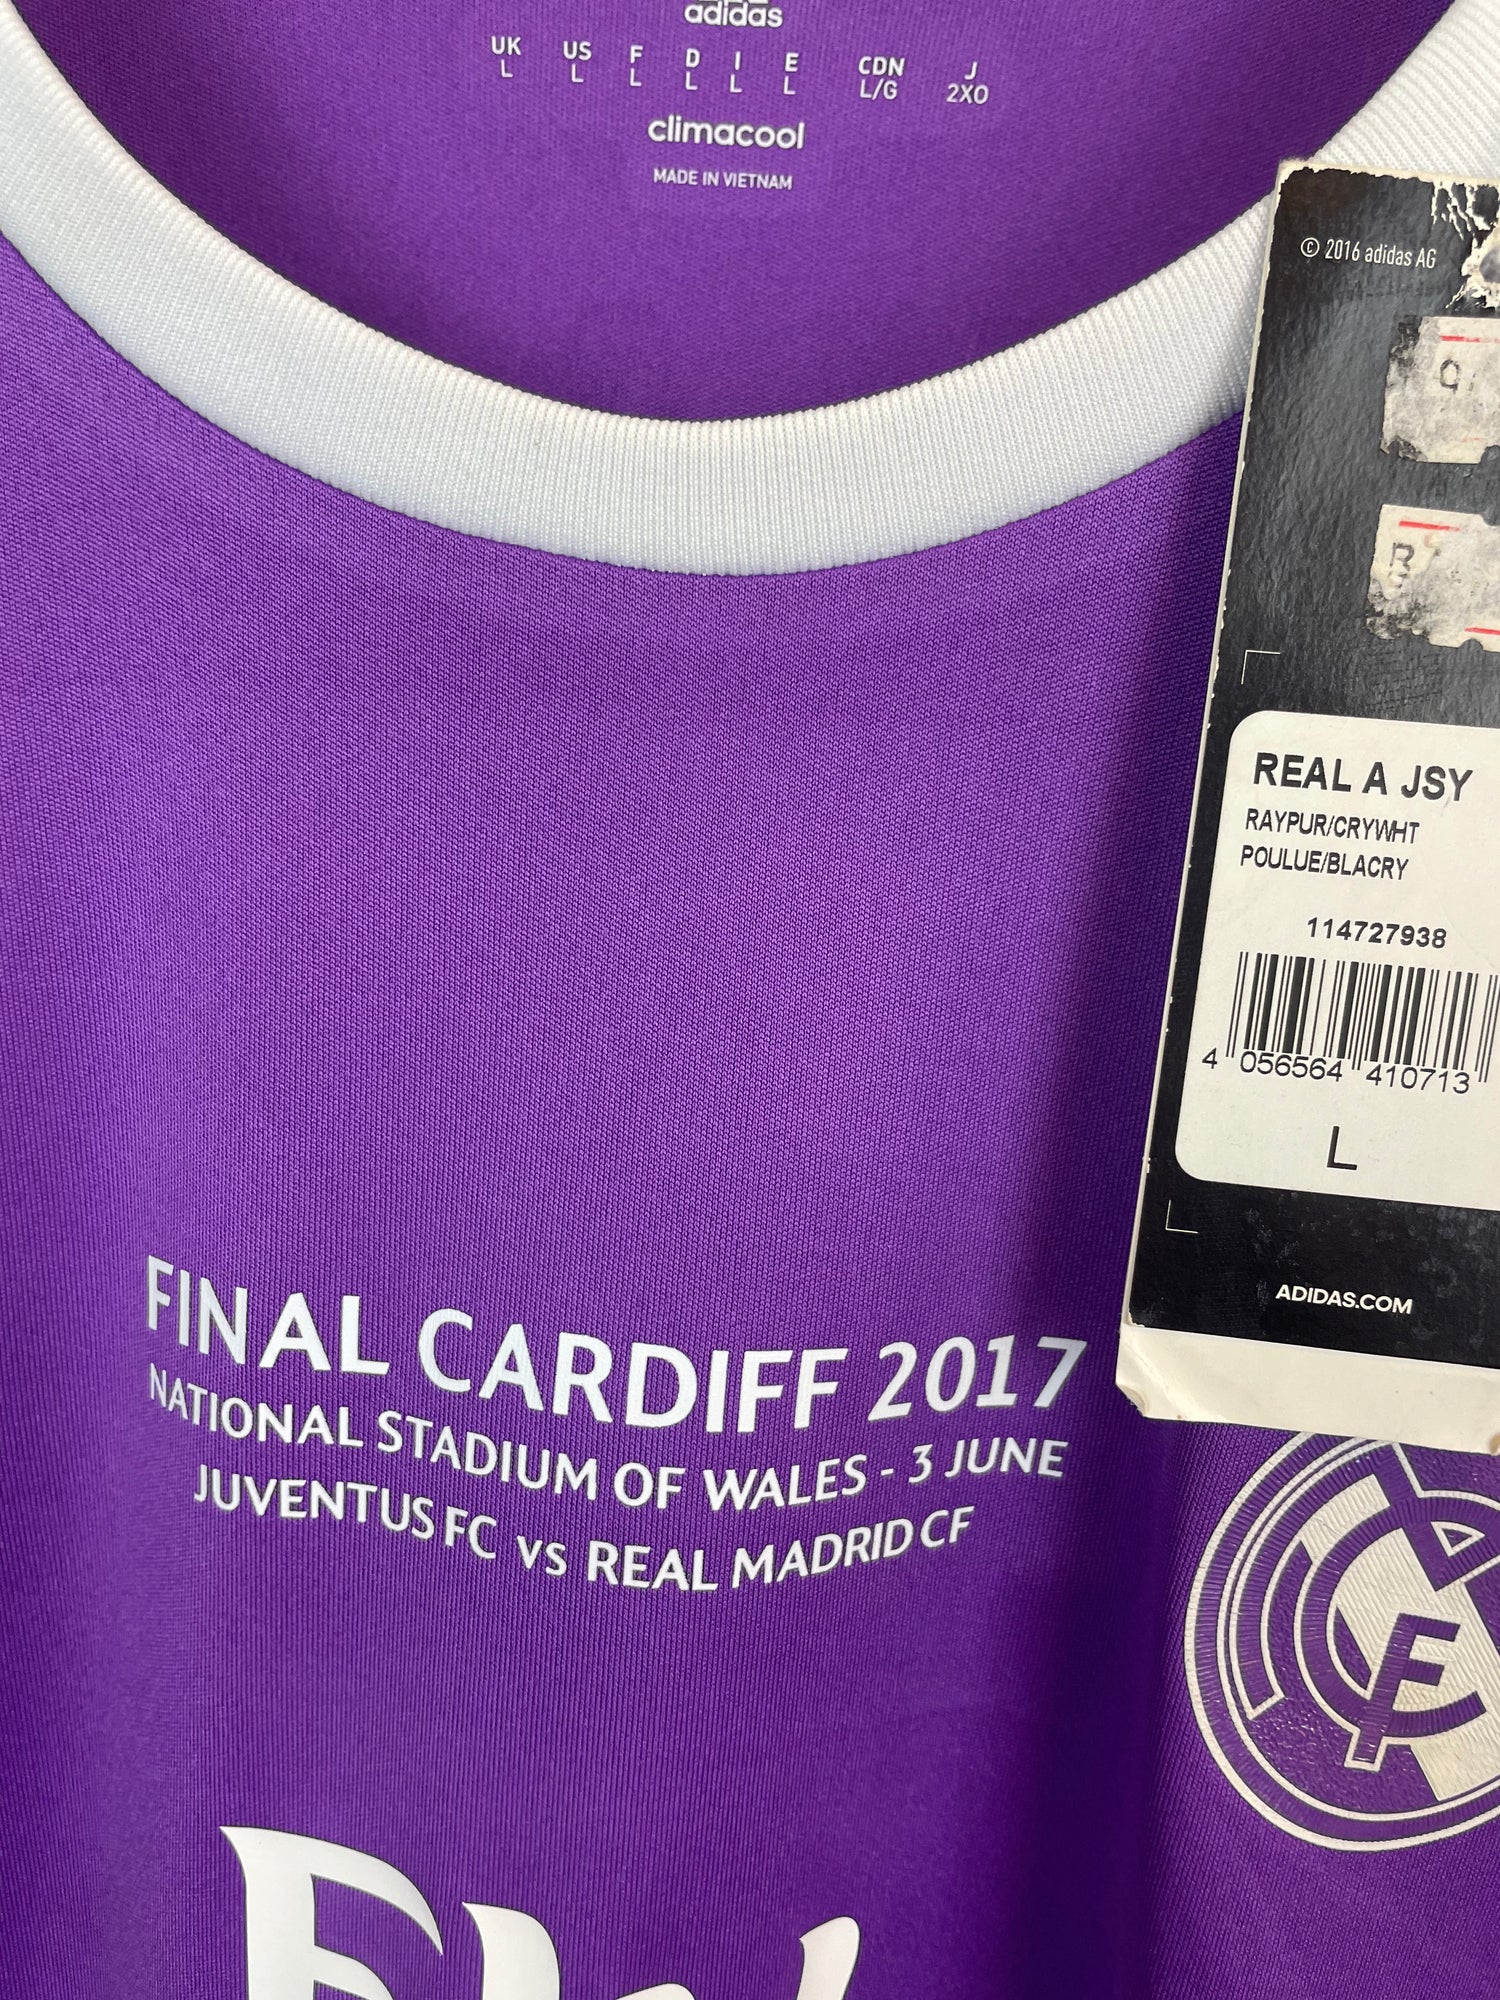 adidas
UK US F D I E CDN J
L L L L L L L/G 2XO
climacool
MADE IN VIETNAM
© 2016 adidas AG
REAL A JSY
RAYPUR/CRYWHT
POULUE/BLACRY
114727938
4 056564 410713
L
ADIDAS.COM
FINAL CARDIFF 2017
NATIONAL STADIUM OF WALES - 3 JUNE
JUVENTUS FC VS REAL MADRID CF